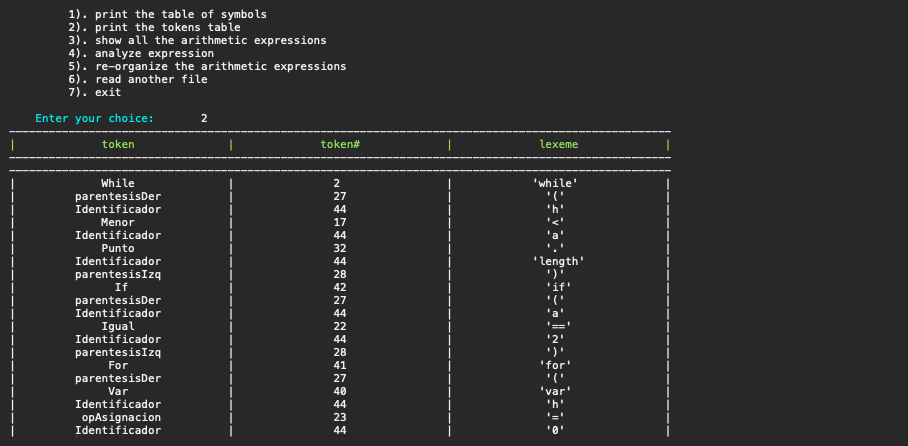 1). print the table of symbols
2). print the tokens table
3). show all the arithmetic expressions
4). analyze expression
5). re-organize the arithmetic expressions
6). read another file
7). exit
Enter your choice: 2
| token | token# | lexeme |
| While | 2 | 'while' |
| parentesisDer | 27 | '(' |
| Identificador | 44 | 'h' |
| Menor | 17 | '<' |
| Identificador | 44 | 'a' |
| Punto | 32 | '.' |
| Identificador | 44 | 'length' |
| parentesisIzq | 28 | ')' |
| If | 42 | 'if' |
| parentesisDer | 27 | '(' |
| Identificador | 44 | 'a' |
| Igual | 22 | '==' |
| Identificador | 44 | '2' |
| parentesisIzq | 28 | ')' |
| For | 41 | 'for' |
| parentesisDer | 27 | '(' |
| Var | 40 | 'var' |
| Identificador | 44 | 'h' |
| opAsignacion | 23 | '=' |
| Identificador | 44 | '0' |